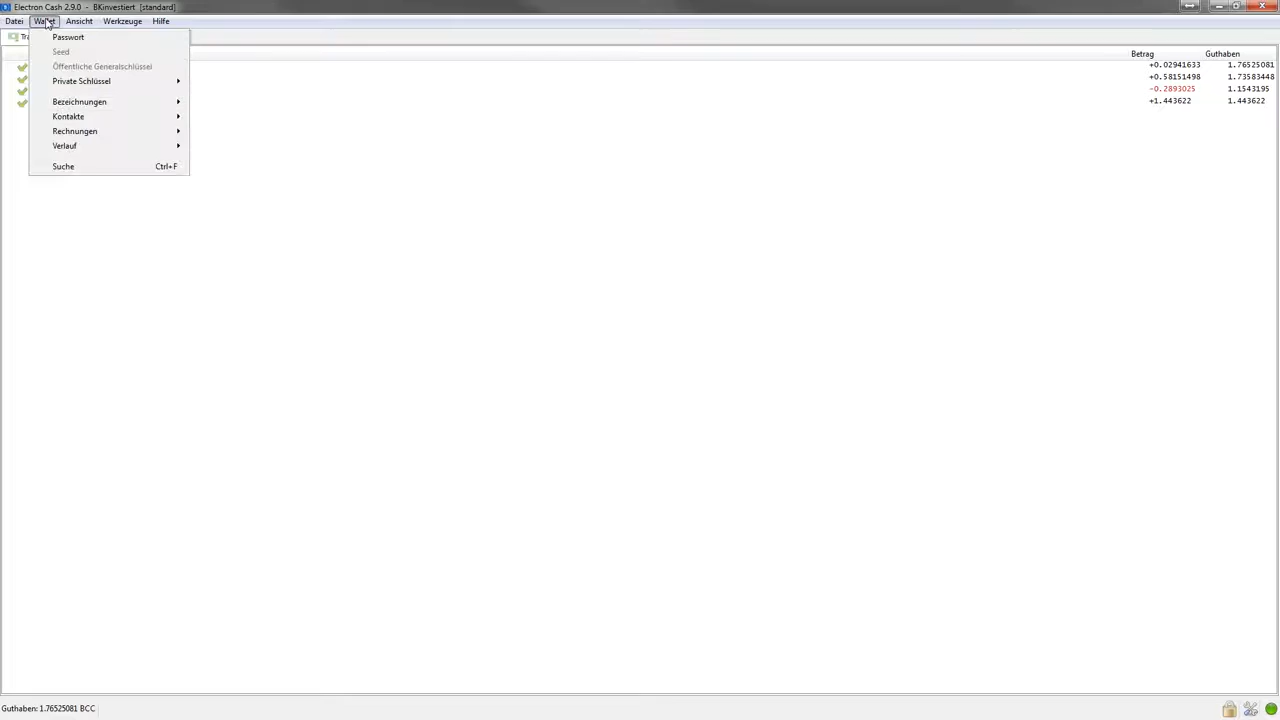 Electron Cash 2.9.0 - BKinvestiert [standard]
Datei Wallet Ansicht Werkzeuge Hilfe
Passwort
Seed
Öffentliche Generalschlüssel
Private Schlüssel
Bezeichnungen
Kontakte
Rechnungen
Verlauf
Suche Ctrl+F
Betrag Guthaben
+0.02941633 1.76525081
+0.58151498 1.73583448
-0.2893025 1.1543195
+1.443622 1.443622
Guthaben: 1.76525081 BCC